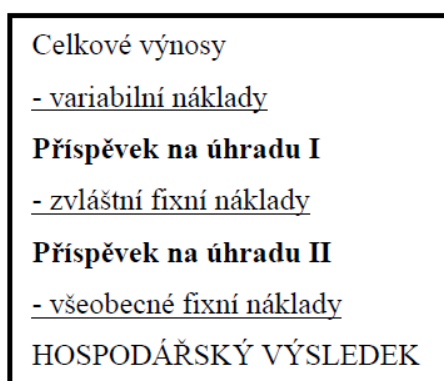 Celkové výnosy
- variabilní náklady
Příspěvek na úhradu I
- zvláštní fixní náklady
Příspěvek na úhradu II
- všeobecné fixní náklady
HOSPODÁŘSKÝ VÝSLEDEK